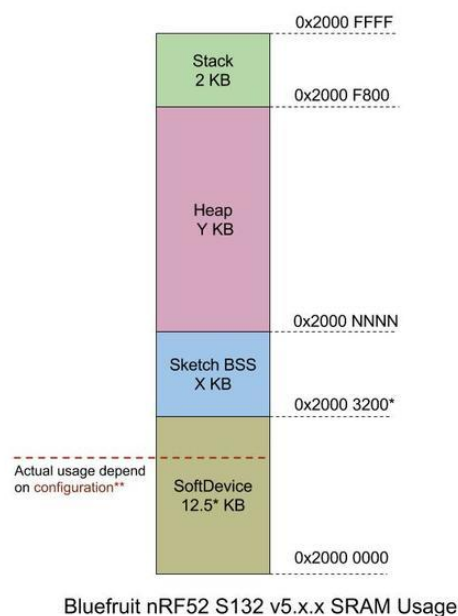 0x2000 FFFF
Stack
2 KB
0x2000 F800
Heap
Y KB
0x2000 NNNN
Sketch BSS
X KB
0x2000 3200*
Actual usage depend
on configuration**
SoftDevice
12.5* KB
0x2000 0000
Bluefruit nRF52 S132 v5.x.x SRAM Usage